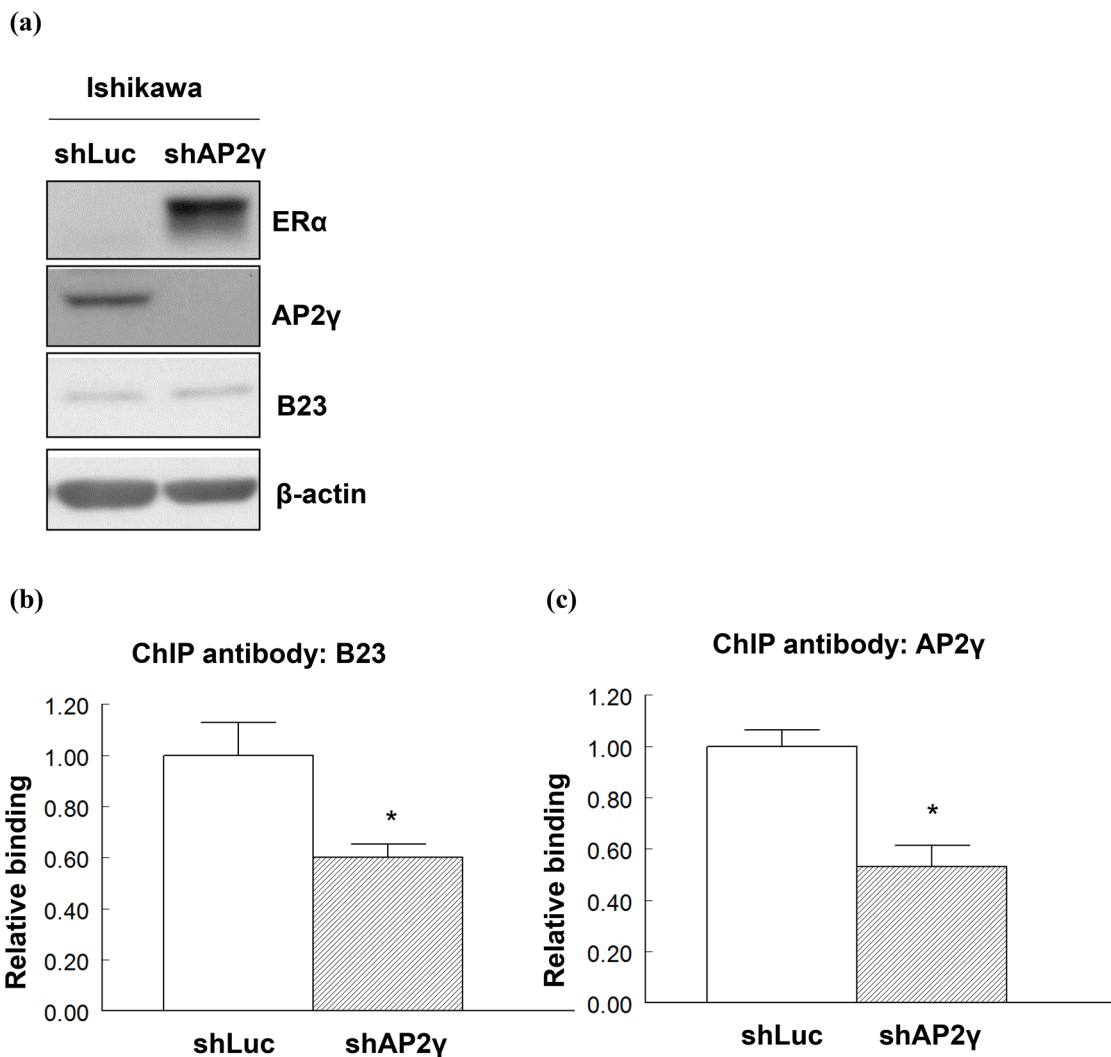 (a)
Ishikawa
shLuc shAP2γ
ERα
AP2γ
B23
β-actin
(b)
ChIP antibody: B23
Relative binding
1.20
1.00
0.80
0.60
0.40
0.20
0.00
*
shLuc shAP2γ
(c)
ChIP antibody: AP2γ
Relative binding
1.20
1.00
0.80
0.60
0.40
0.20
0.00
*
shLuc shAP2γ